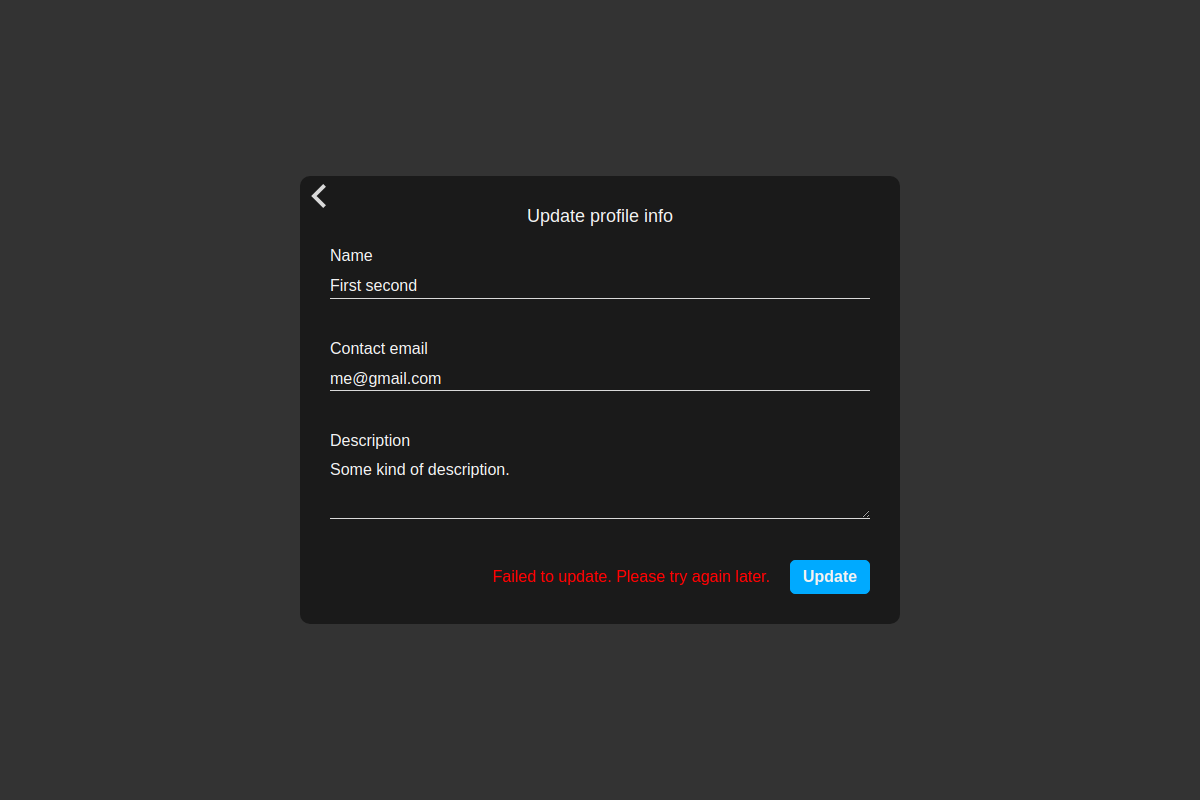 Update profile info
Name
First second
Contact email
me@gmail.com
Description
Some kind of description.
Failed to update. Please try again later.
Update